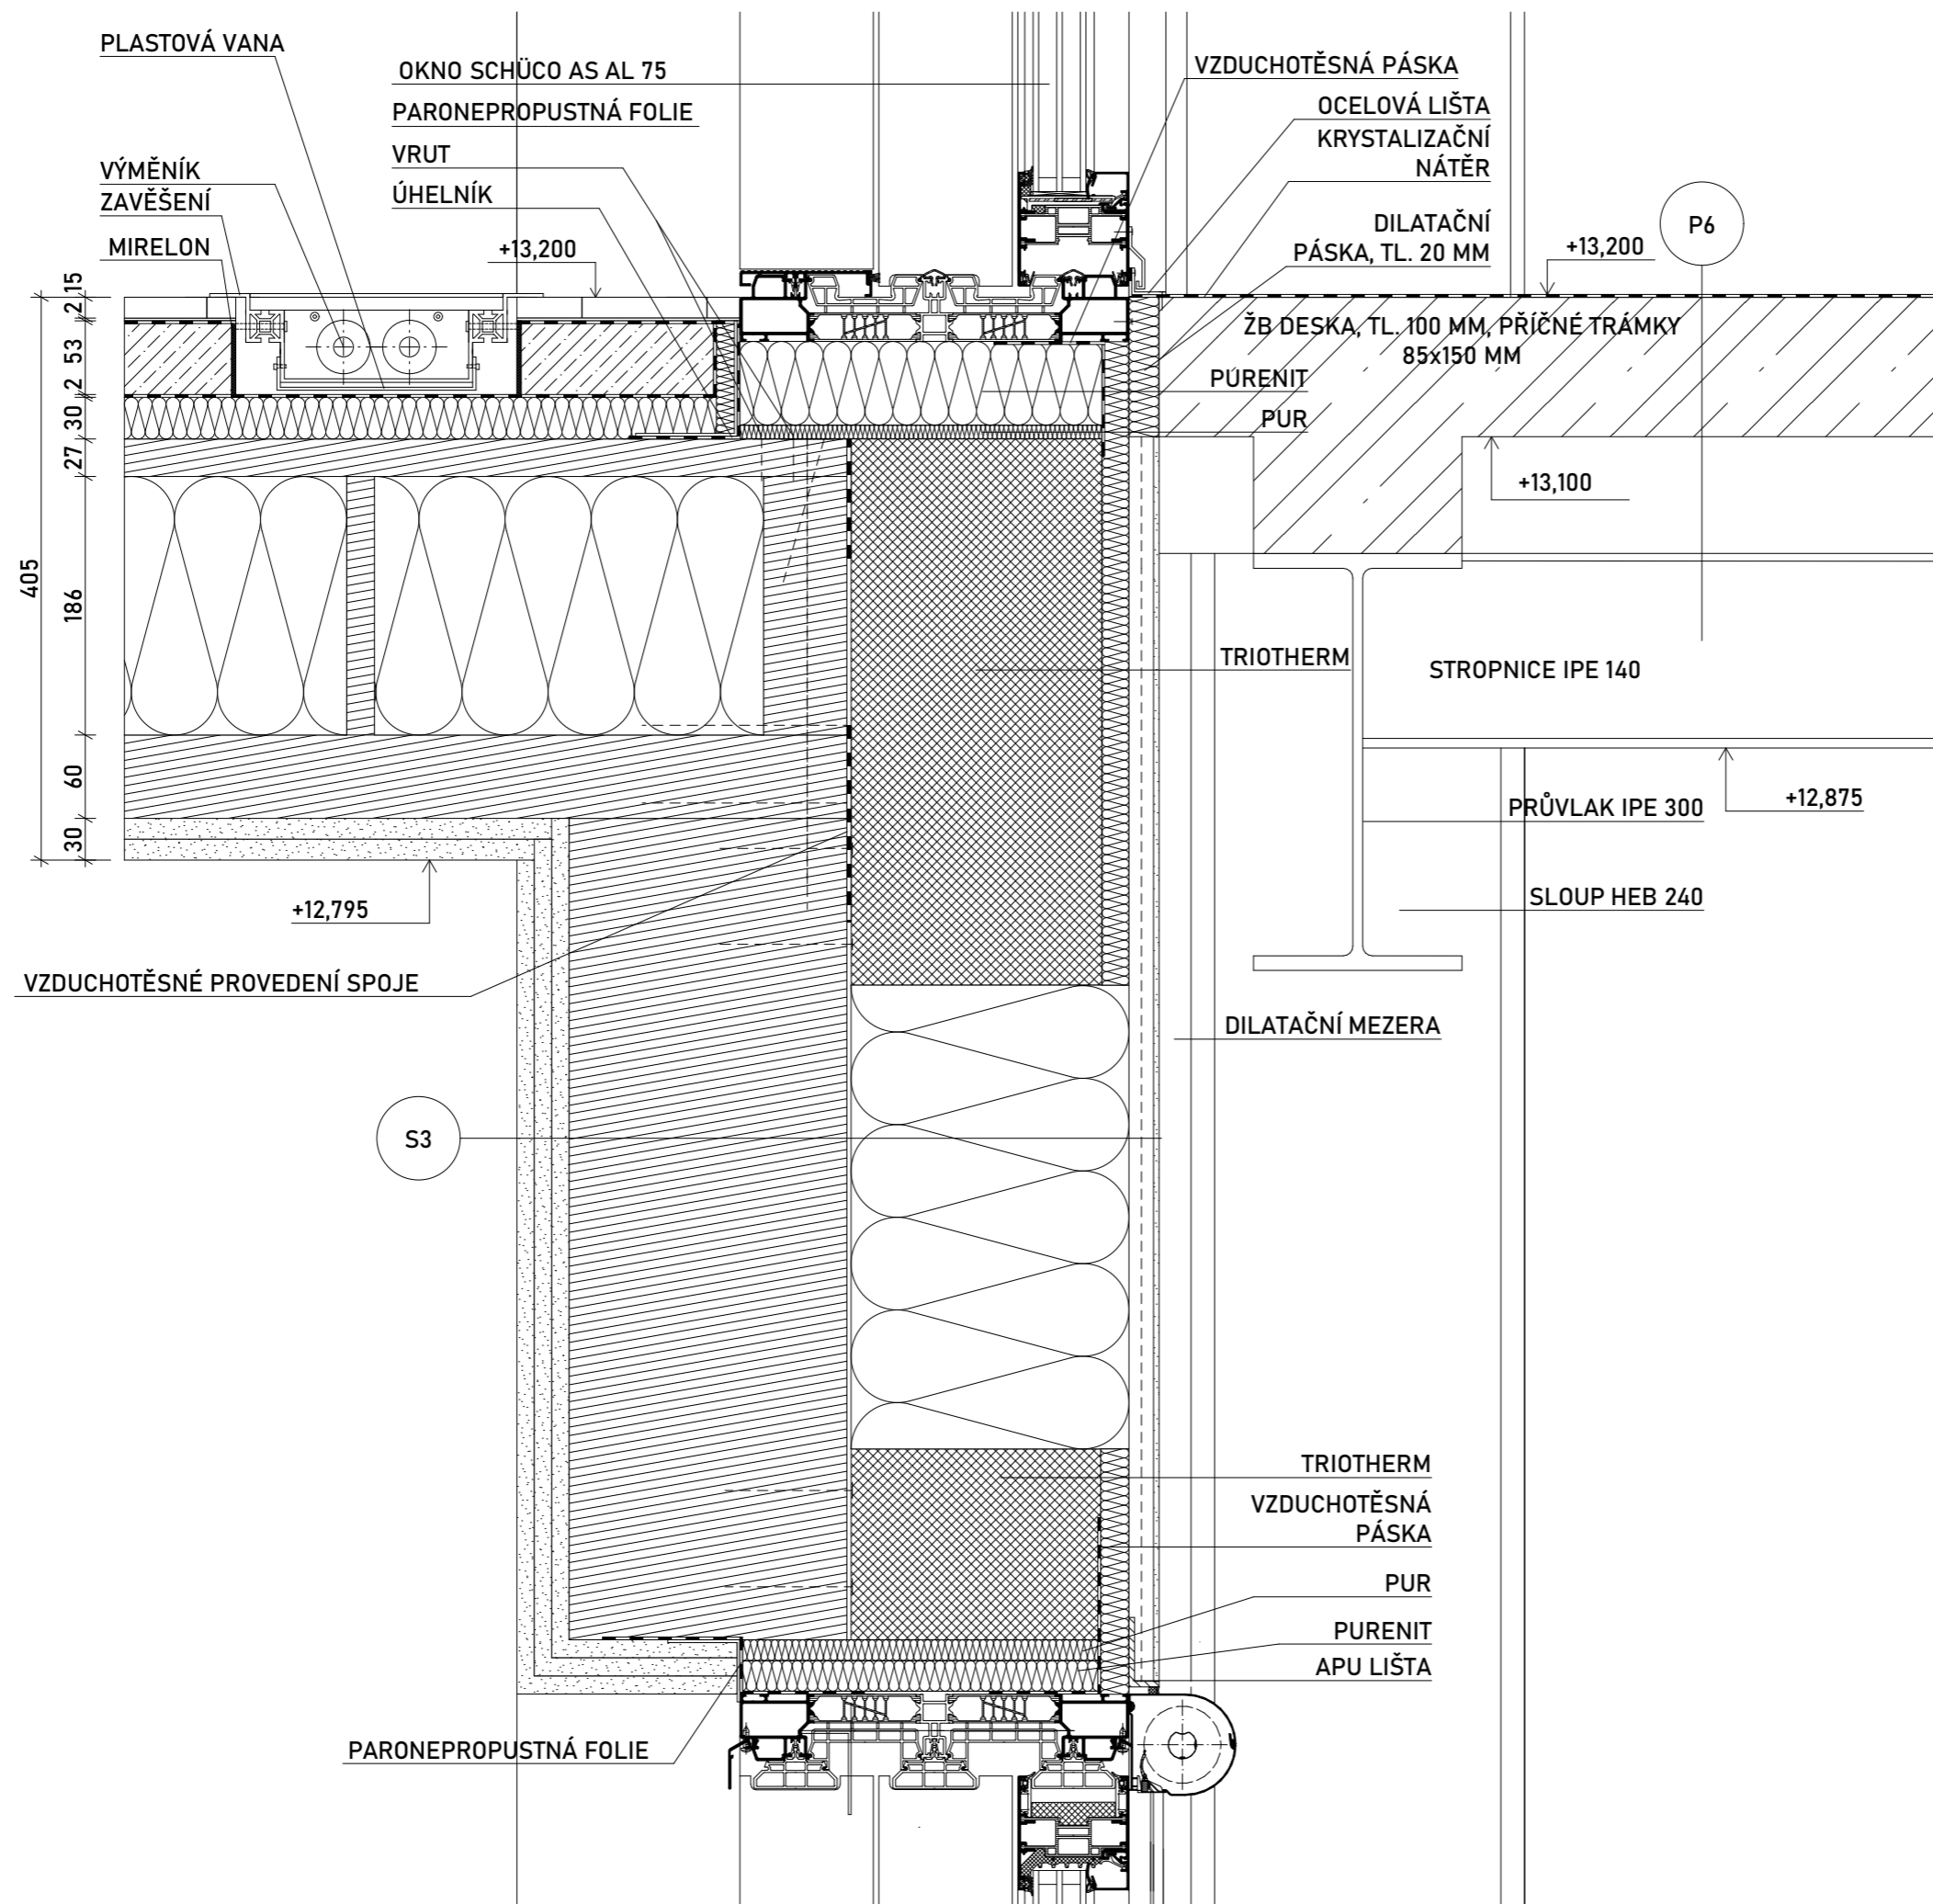 PLASTOVÁ VANA
OKNO SCHÜCO AS AL 75
PARONEPROPUSTNÁ FOLIE
VRUT
ÚHELNÍK
VÝMĚNÍK
ZAVĚŠENÍ
MIRELON
+13,200
VZDUCHOTĚSNÁ PÁSKA
OCELOVÁ LIŠTA
KRYSTALIZAČNÍ
NÁTĚR
DILATAČNÍ
PÁSKA, TL. 20 MM
+13,200
P6
ŽB DESKA, TL. 100 MM, PŘÍČNÉ TRÁMKY
85x150 MM
PURENIT
PUR
+13,100
15
2
53
2
30
27
186
60
30
405
TRIOTHERM
STROPNICE IPE 140
PRŮVLAK IPE 300
+12,875
SLOUP HEB 240
+12,795
VZDUCHOTĚSNÉ PROVEDENÍ SPOJE
DILATAČNÍ MEZERA
S3
TRIOTHERM
VZDUCHOTĚSNÁ
PÁSKA
PUR
PURENIT
APU LIŠTA
PARONEPROPUSTNÁ FOLIE